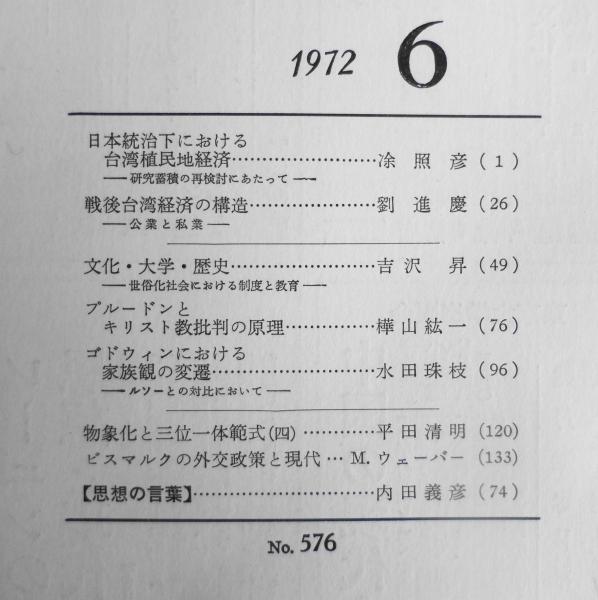 1972 6
日本統治下における
台湾植民地経済…………………………凃 照 彦 (1)
——研究蓄積の再検討にあたって——
戦後台湾経済の構造……………………劉 進 慶 (26)
——公業と私業——
文化・大学・歴史………………………吉 沢 昇 (49)
——世俗化社会における制度と教育——
プルードンと
キリスト教批判の原理……………樺山紘一 (76)
ゴドウィンにおける
家族観の変遷…………………………水田珠枝 (96)
——ルソーとの対比において——
物象化と三位一体範式(四) …………平田清明 (120)
ビスマルクの外交政策と現代 … M. ウェーバー (133)
【思想の言葉】…………………………内田義彦 (74)
No. 576